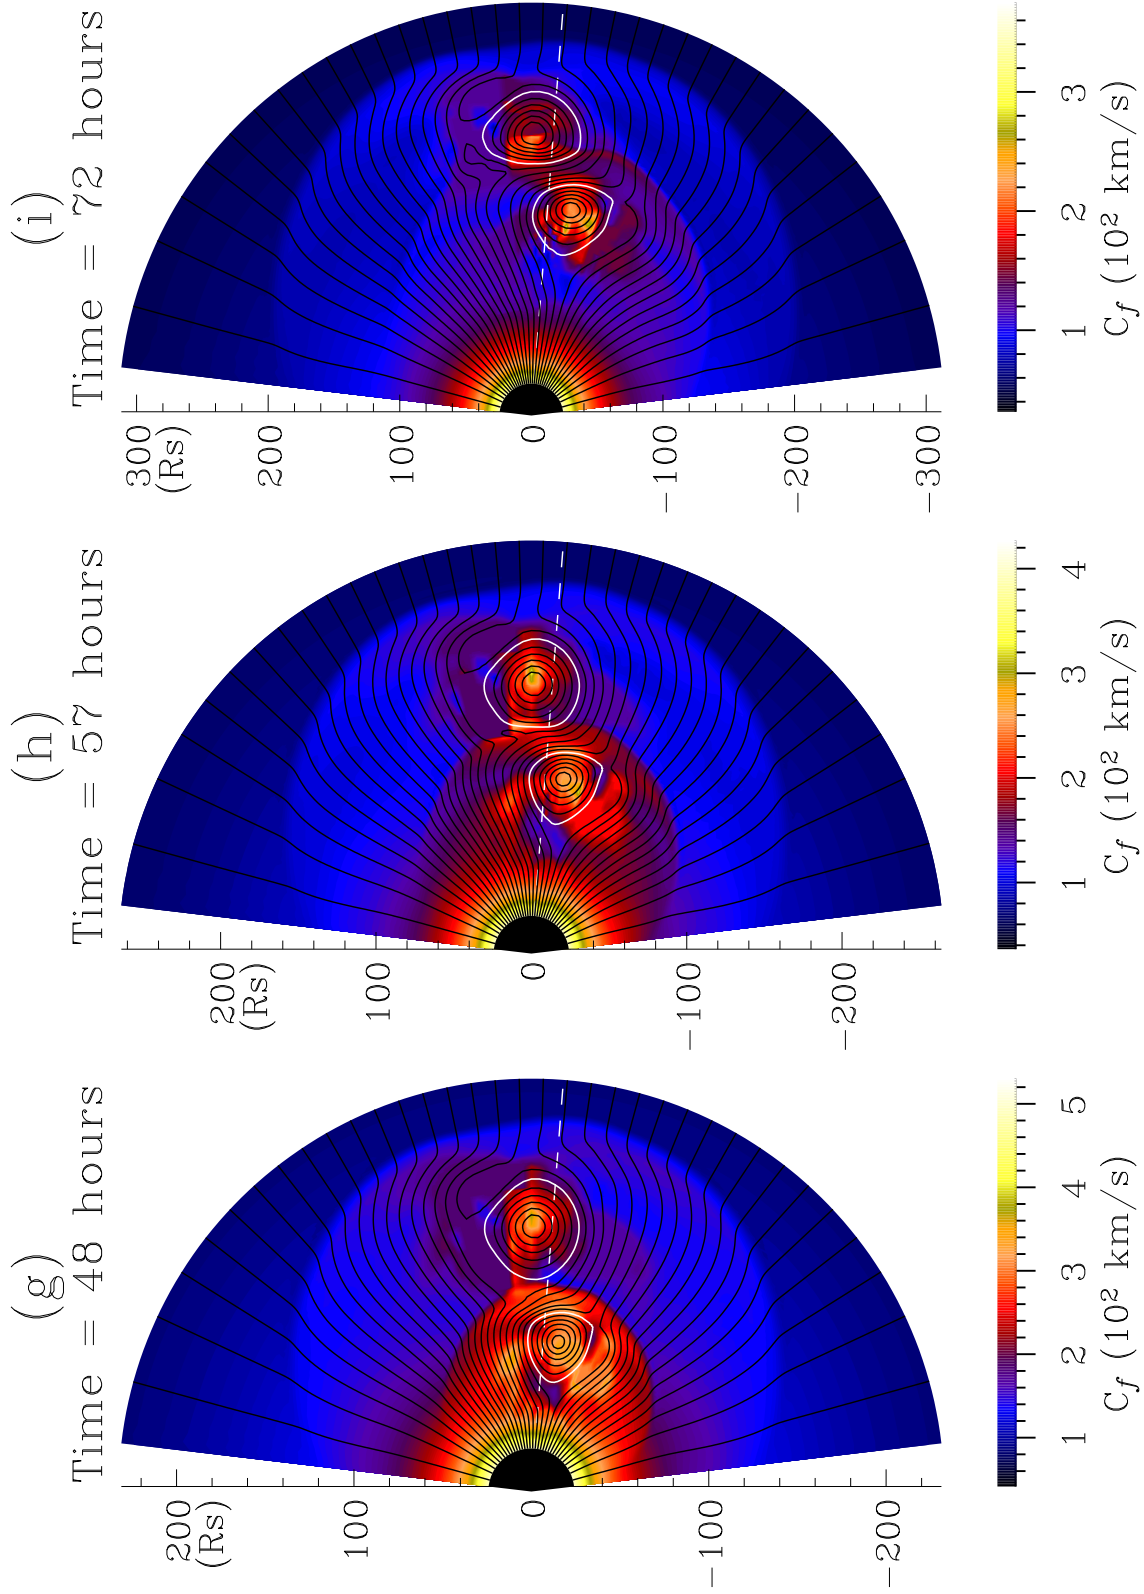 (g)
Time = 48 hours
200
(Rs)
100
0
-100
-200
1 2 3 4 5
C_f (10² km/s)
(h)
Time = 57 hours
200
(Rs)
100
0
-100
-200
1 2 3 4
C_f (10² km/s)
(i)
Time = 72 hours
300
(Rs)
200
100
0
-100
-200
-300
1 2 3
C_f (10² km/s)